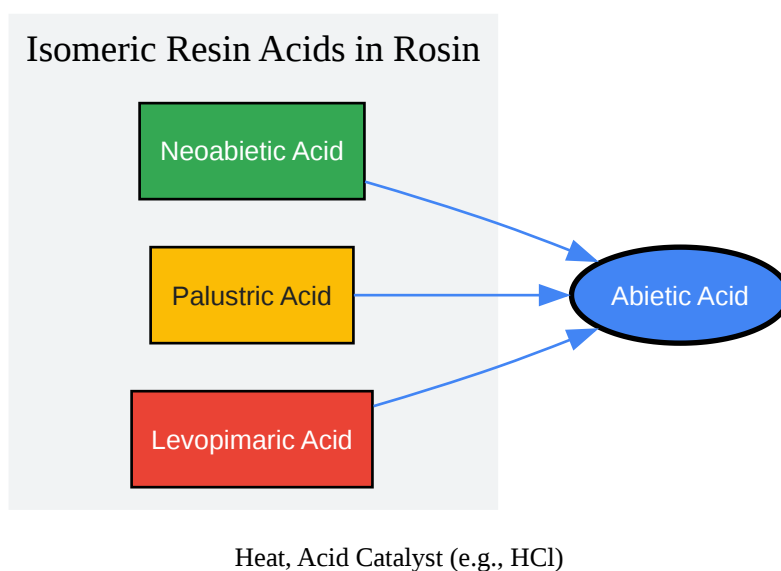 Isomeric Resin Acids in Rosin
Neoabietic Acid
Palustric Acid
Abietic Acid
Levopimaric Acid
Heat, Acid Catalyst (e.g., HCl)